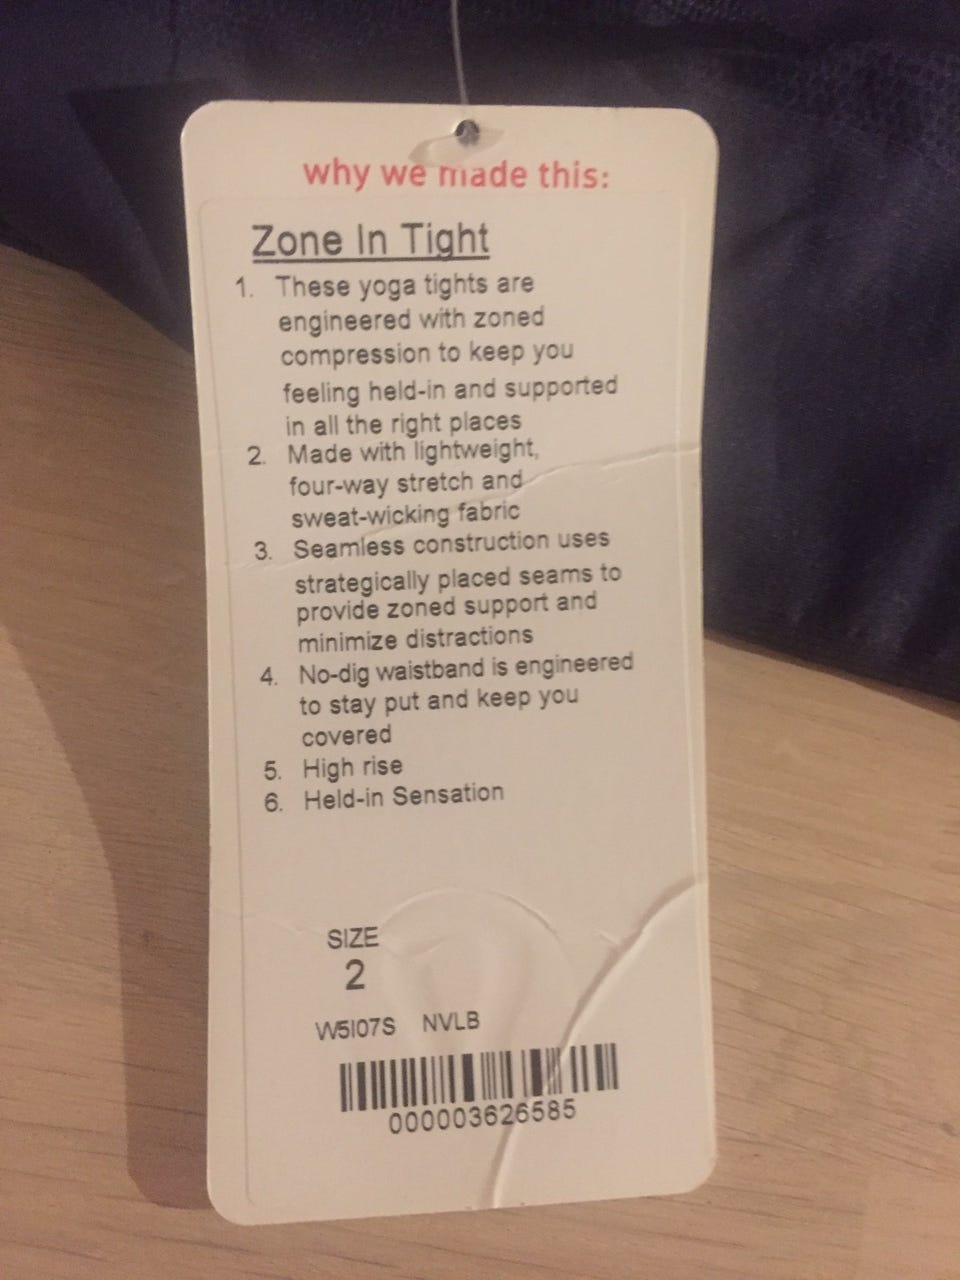 why we made this:
Zone In Tight
1. These yoga tights are
engineered with zoned
compression to keep you
feeling held-in and supported
in all the right places
2. Made with lightweight,
four-way stretch and
sweat-wicking fabric
3. Seamless construction uses
strategically placed seams to
provide zoned support and
minimize distractions
4. No-dig waistband is engineered
to stay put and keep you
covered
5. High rise
6. Held-in Sensation
SIZE
2
W5I07S NVLB
000003626585